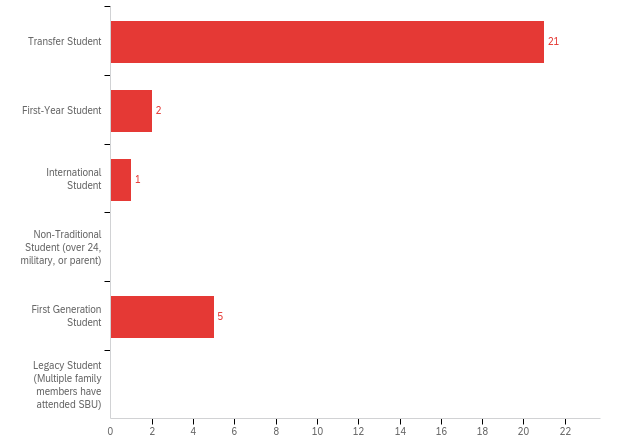 Transfer Student
21
First-Year Student
2
International
Student
1
Non-Traditional
Student (over 24,
military, or parent)
First Generation
Student
5
Legacy Student
(Multiple family
members have
attended SBU)
0 2 4 6 8 10 12 14 16 18 20 22